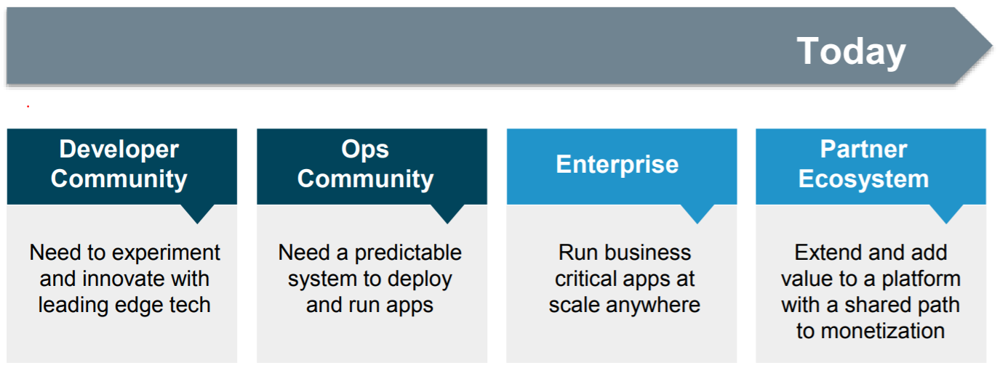 Today
Developer
Community
Need to experiment
and innovate with
leading edge tech
Ops
Community
Need a predictable
system to deploy
and run apps
Enterprise
Run business
critical apps at
scale anywhere
Partner
Ecosystem
Extend and add
value to a platform
with a shared path
to monetization